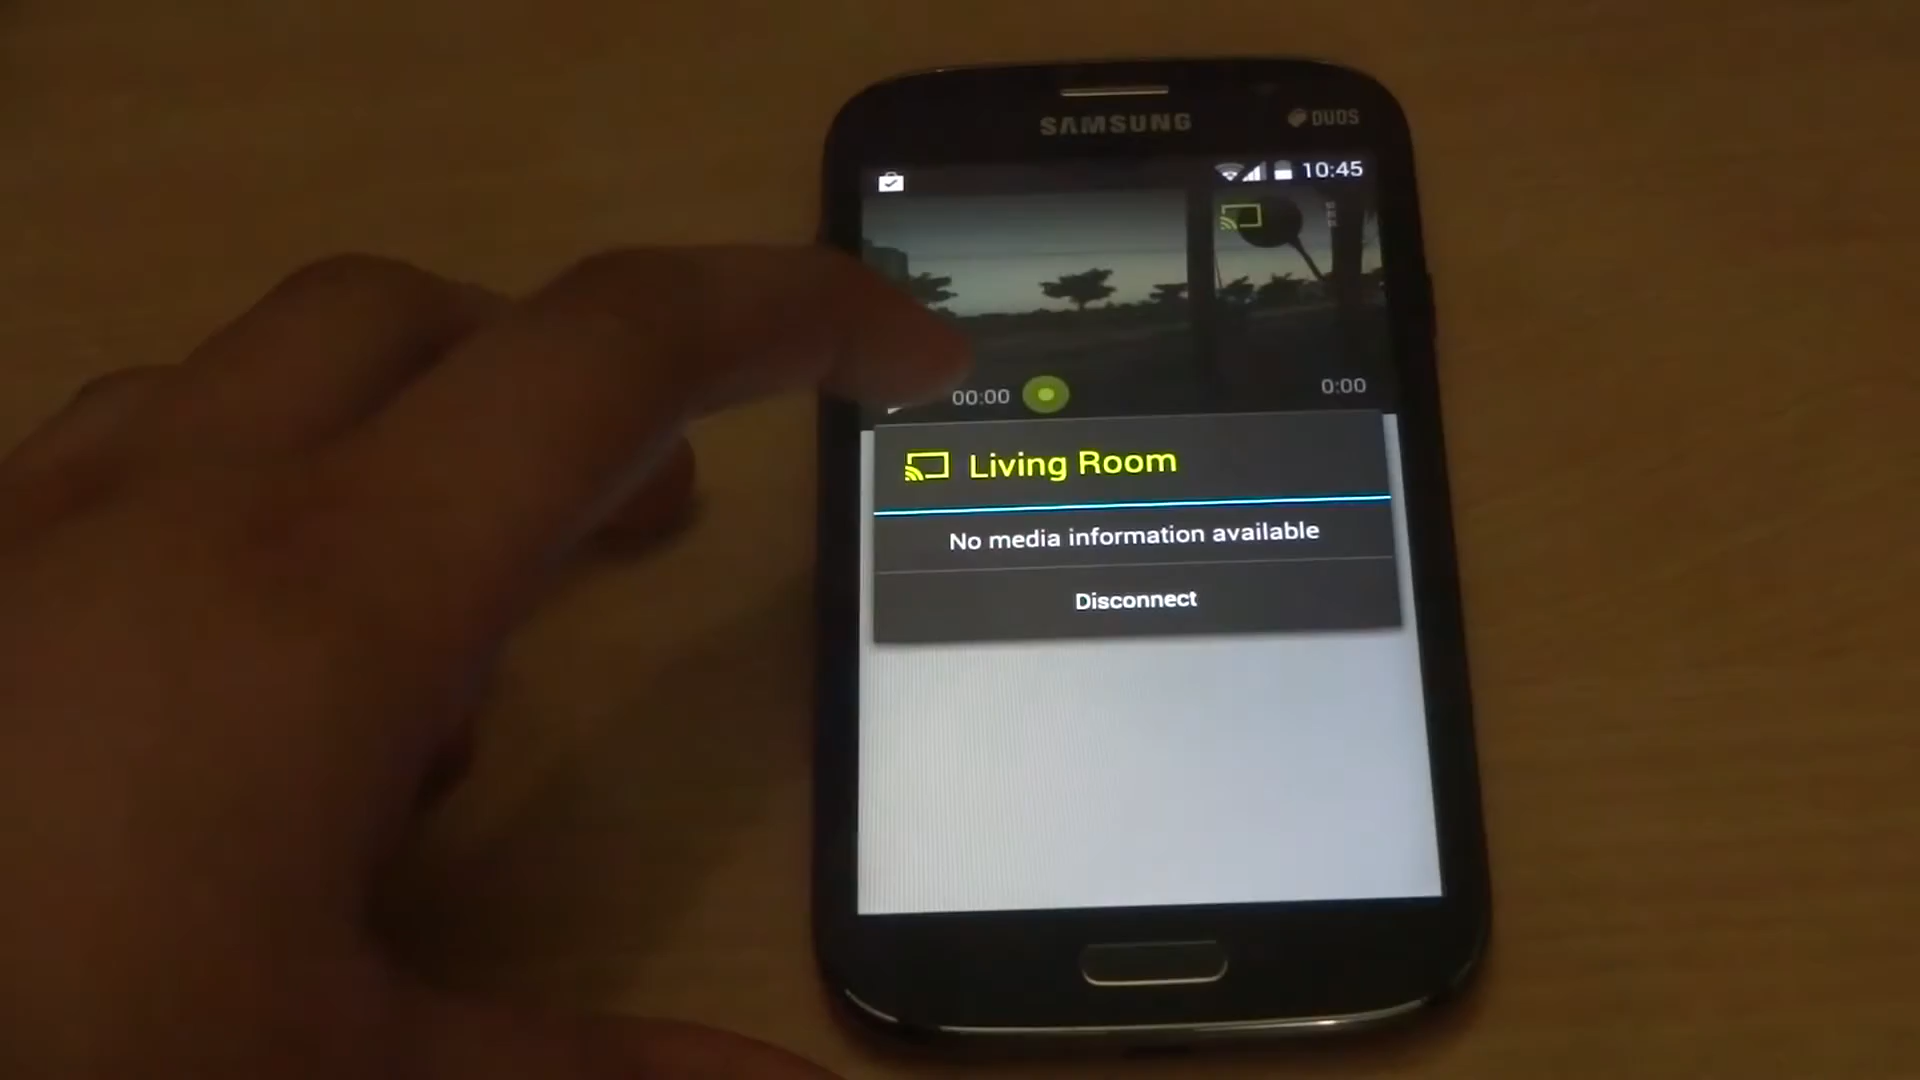 SAMSUNG
DUOS
10:45
00:00
0:00
Living Room
No media information available
Disconnect